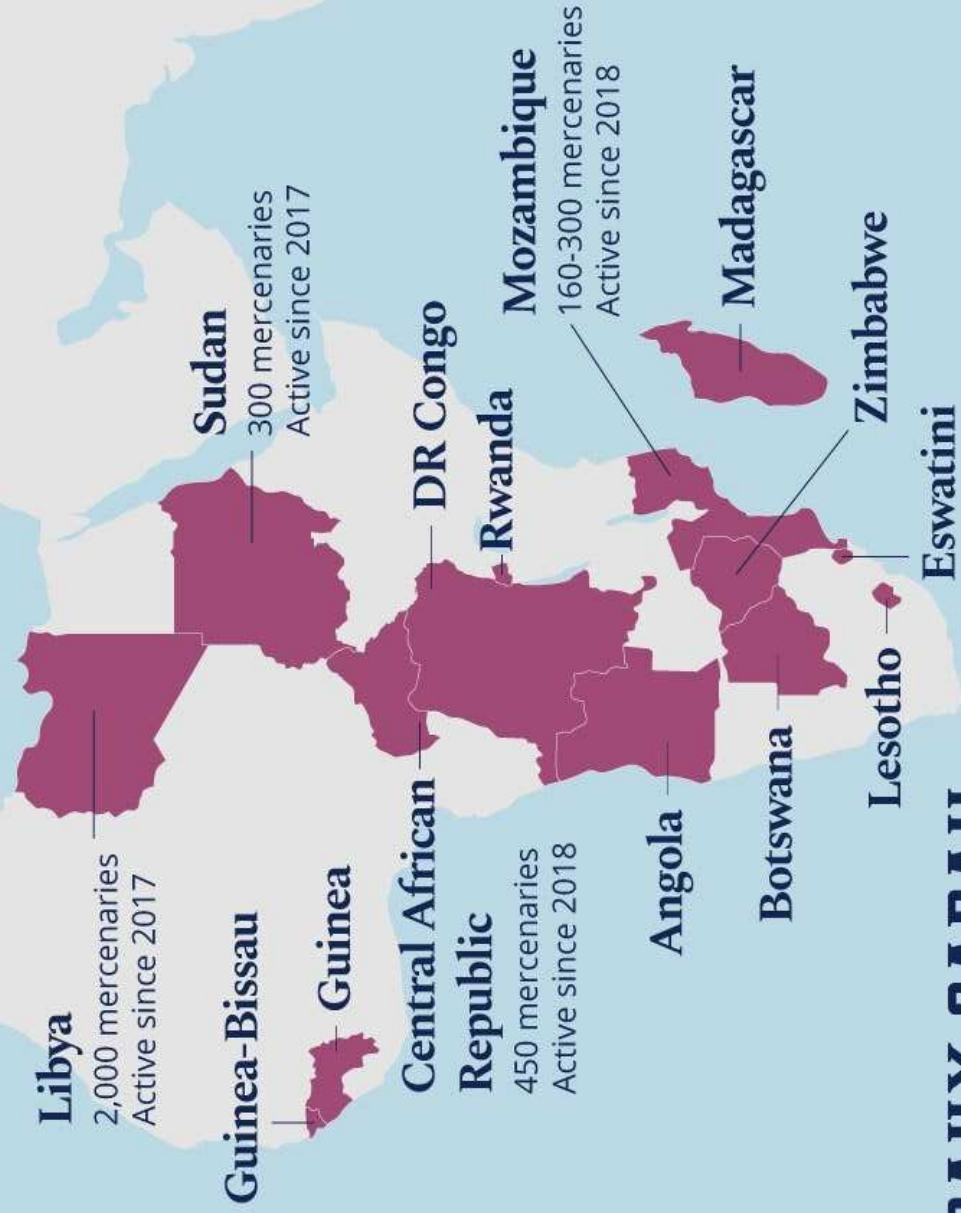 Libya
2,000 mercenaries
Active since 2017
Sudan
300 mercenaries
Active since 2017
Guinea-Bissau
Guinea
Central African
Republic
450 mercenaries
Active since 2018
DR Congo
Rwanda
Mozambique
160-300 mercenaries
Active since 2018
Angola
Botswana
Madagascar
Zimbabwe
Lesotho
Eswatini